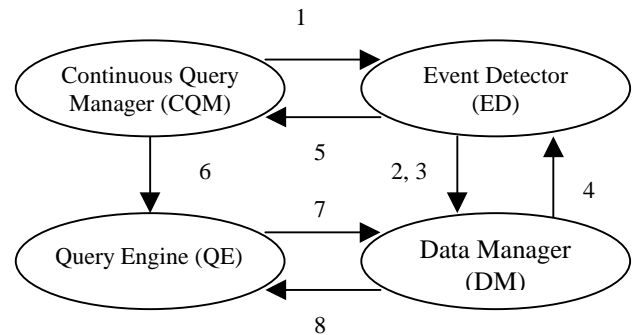 1
Continuous Query
Manager (CQM)
Event Detector
(ED)
5
6
2, 3
4
7
Query Engine (QE)
Data Manager
(DM)
8